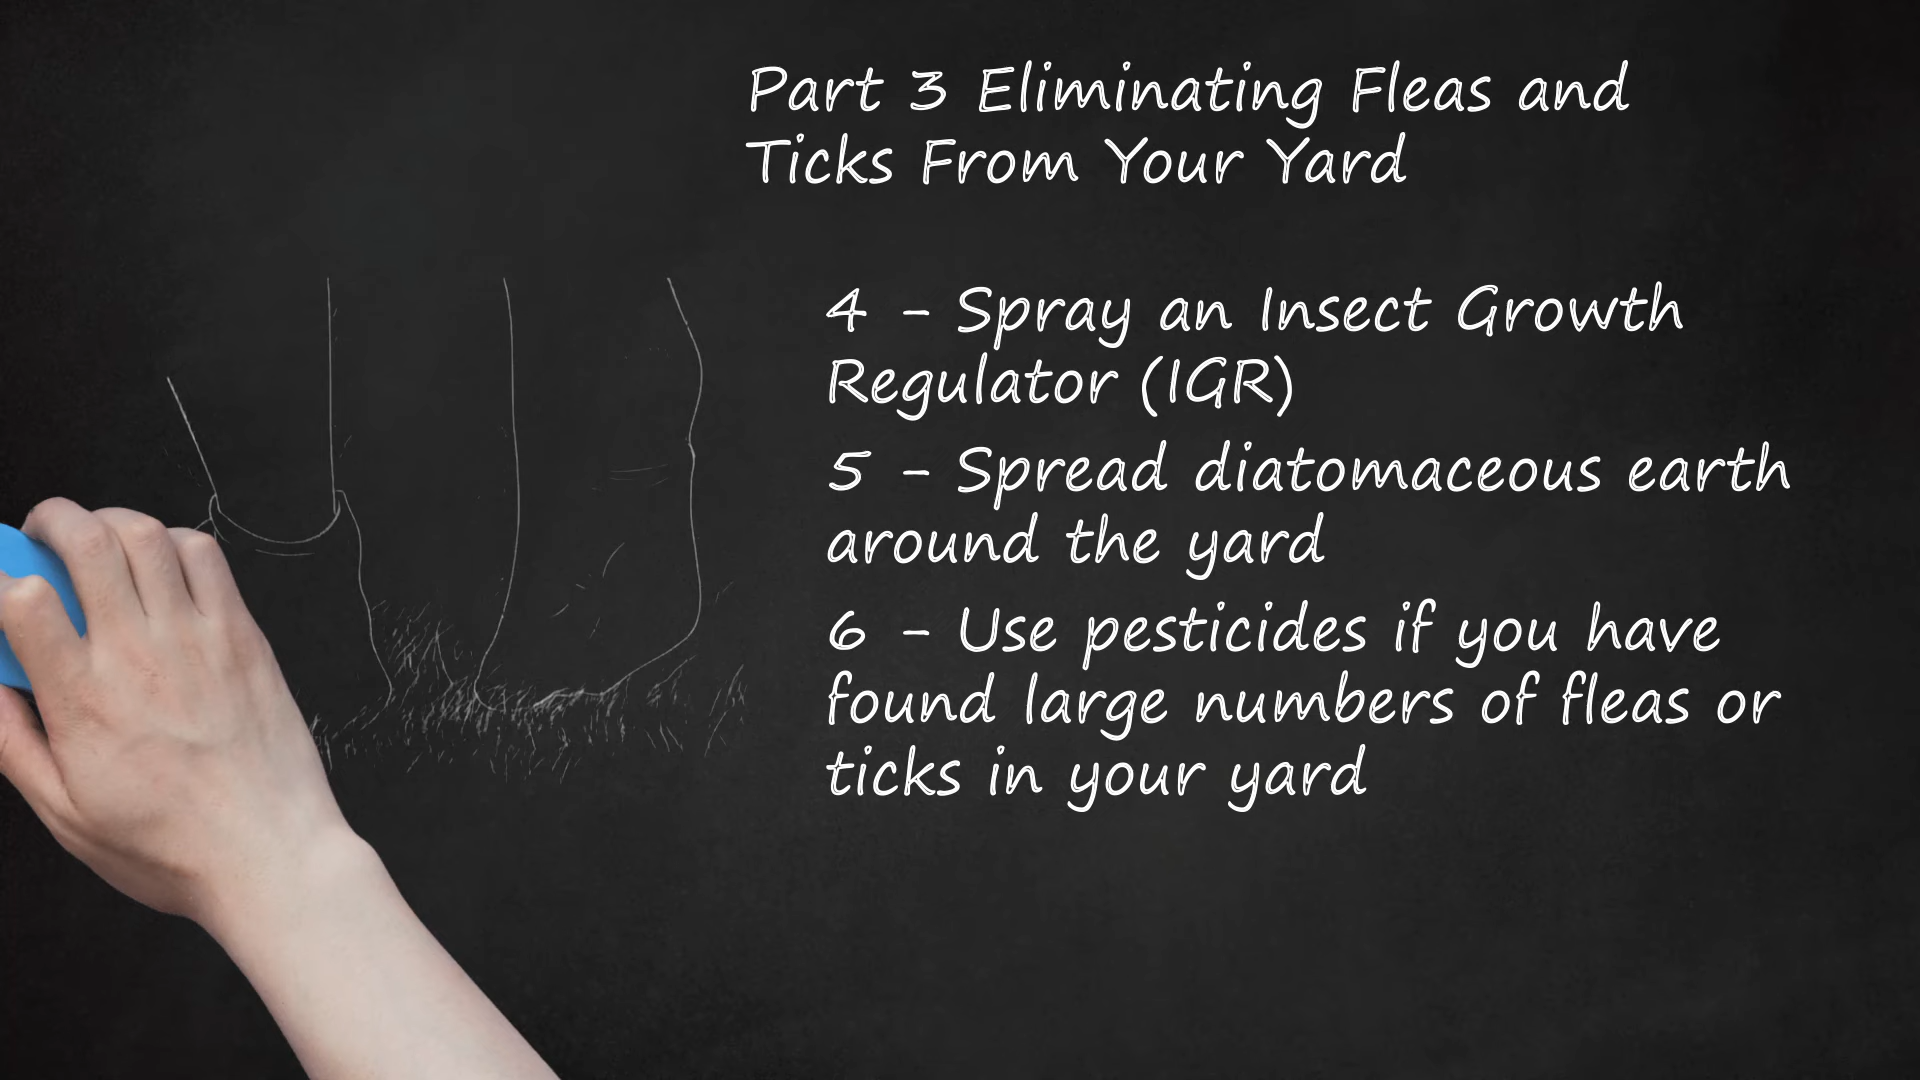 Part 3 Eliminating Fleas and
Ticks From Your Yard
4 - Spray an Insect Growth
Regulator (IGR)
5 - Spread diatomaceous earth
around the yard
6 - Use pesticides if you have
found large numbers of fleas or
ticks in your yard